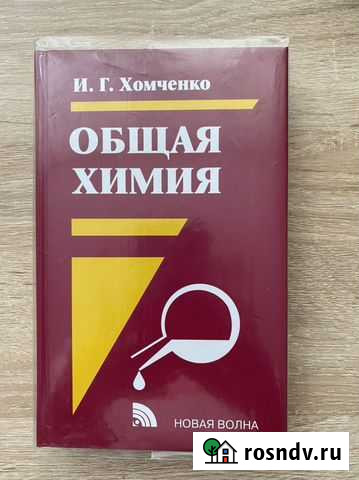 И. Г. Хомченко
ОБЩАЯ
ХИМИЯ
НОВАЯ ВОЛНА
rosndv.ru